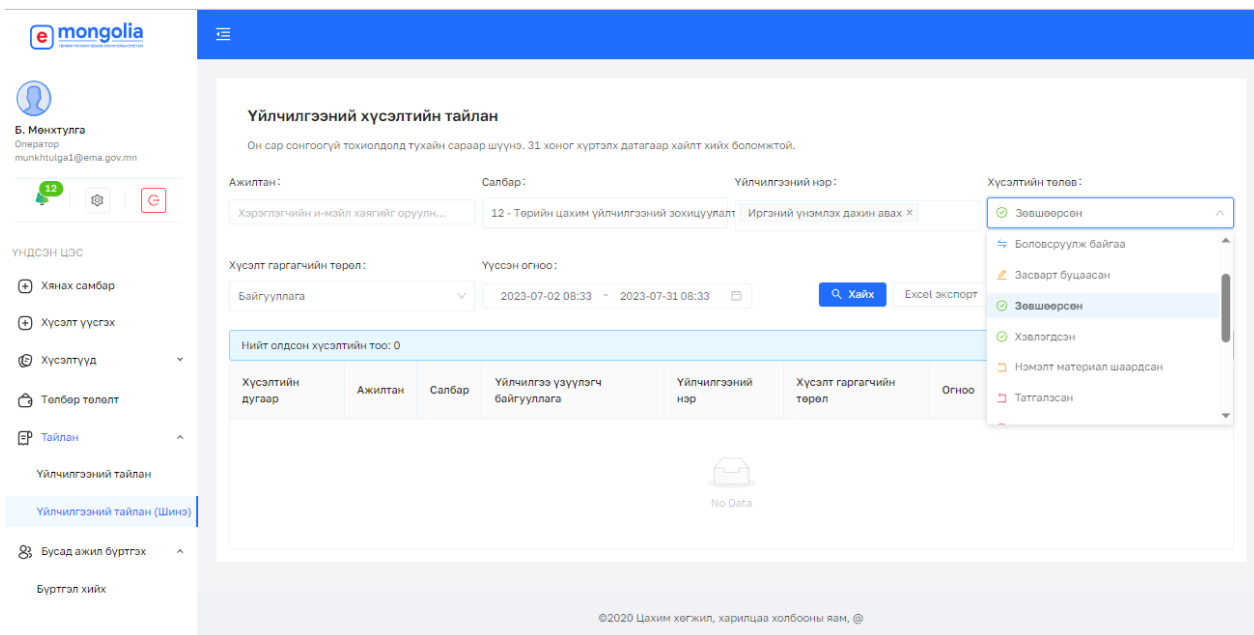 e mongolia
Б. Мөнхтулга
Оператор
munkhtulga1@ema.gov.mn
12
ҮНДСЭН ЦЭС
Хянах самбар
Хүсэлт үүсгэх
Хүсэлтүүд
Төлбөр төлөлт
Тайлан
Үйлчилгээний тайлан
Үйлчилгээний тайлан (Шинэ)
Бусад ажил бүртгэх
Бүртгэл хийх
Үйлчилгээний хүсэлтийн тайлан
Он сар сонгоогүй тохиолдолд тухайн сараар шүүнэ. 31 хоног хүртэлх датагаар хайлт хийх боломжтой.
Ажилтан: Салбар: Үйлчилгээний нэр: Хүсэлтийн төлөв:
Хэрэглэгчийн и-мэйл хаягийг оруулн... 12 - Төрийн цахим үйлчилгээний зохицуулалт Иргэний үнэмлэх дахин авах × Зөвшөөрсөн
Боловсруулж байгаа
Засварт буцаасан
Зөвшөөрсөн
Хэвлэгдсэн
Нэмэлт материал шаардсан
Татгалзсан
Хүсэлт гаргагчийн төрөл: Үүссэн огноо:
Байгууллага 2023-07-02 08:33 ~ 2023-07-31 08:33 Хайх Excel экспорт
Нийт олдсон хүсэлтийн тоо: 0
Хүсэлтийн дугаар Ажилтан Салбар Үйлчилгээ үзүүлэгч байгууллага Үйлчилгээний нэр Хүсэлт гаргагчийн төрөл Огноо
No Data
©2020 Цахим хөгжил, харилцаа холбооны яам, @